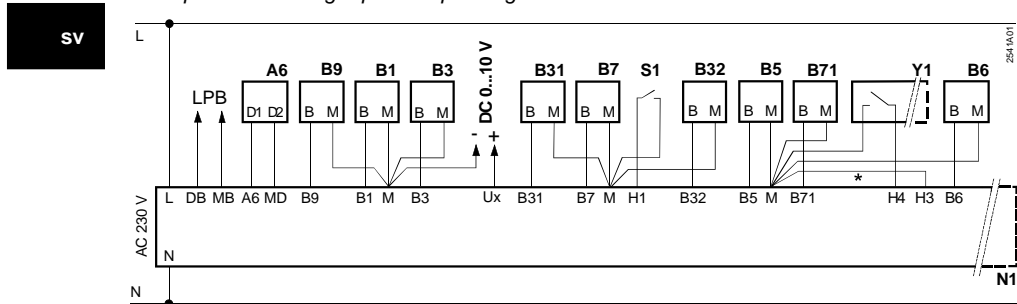 sv
L
2541A01
A6 B9 B1 B3 DC 0...10 V B31 B7 S1 B32 B5 B71 Y1 B6
LPB
D1 D2 B M B M B M B M B M B M B M B M B M
- +
*
L DB MB A6 MD B9 B1 M B3 Ux B31 B7 M H1 B32 B5 M B71 H4 H3 B6
AC 230 V
N
N1
N